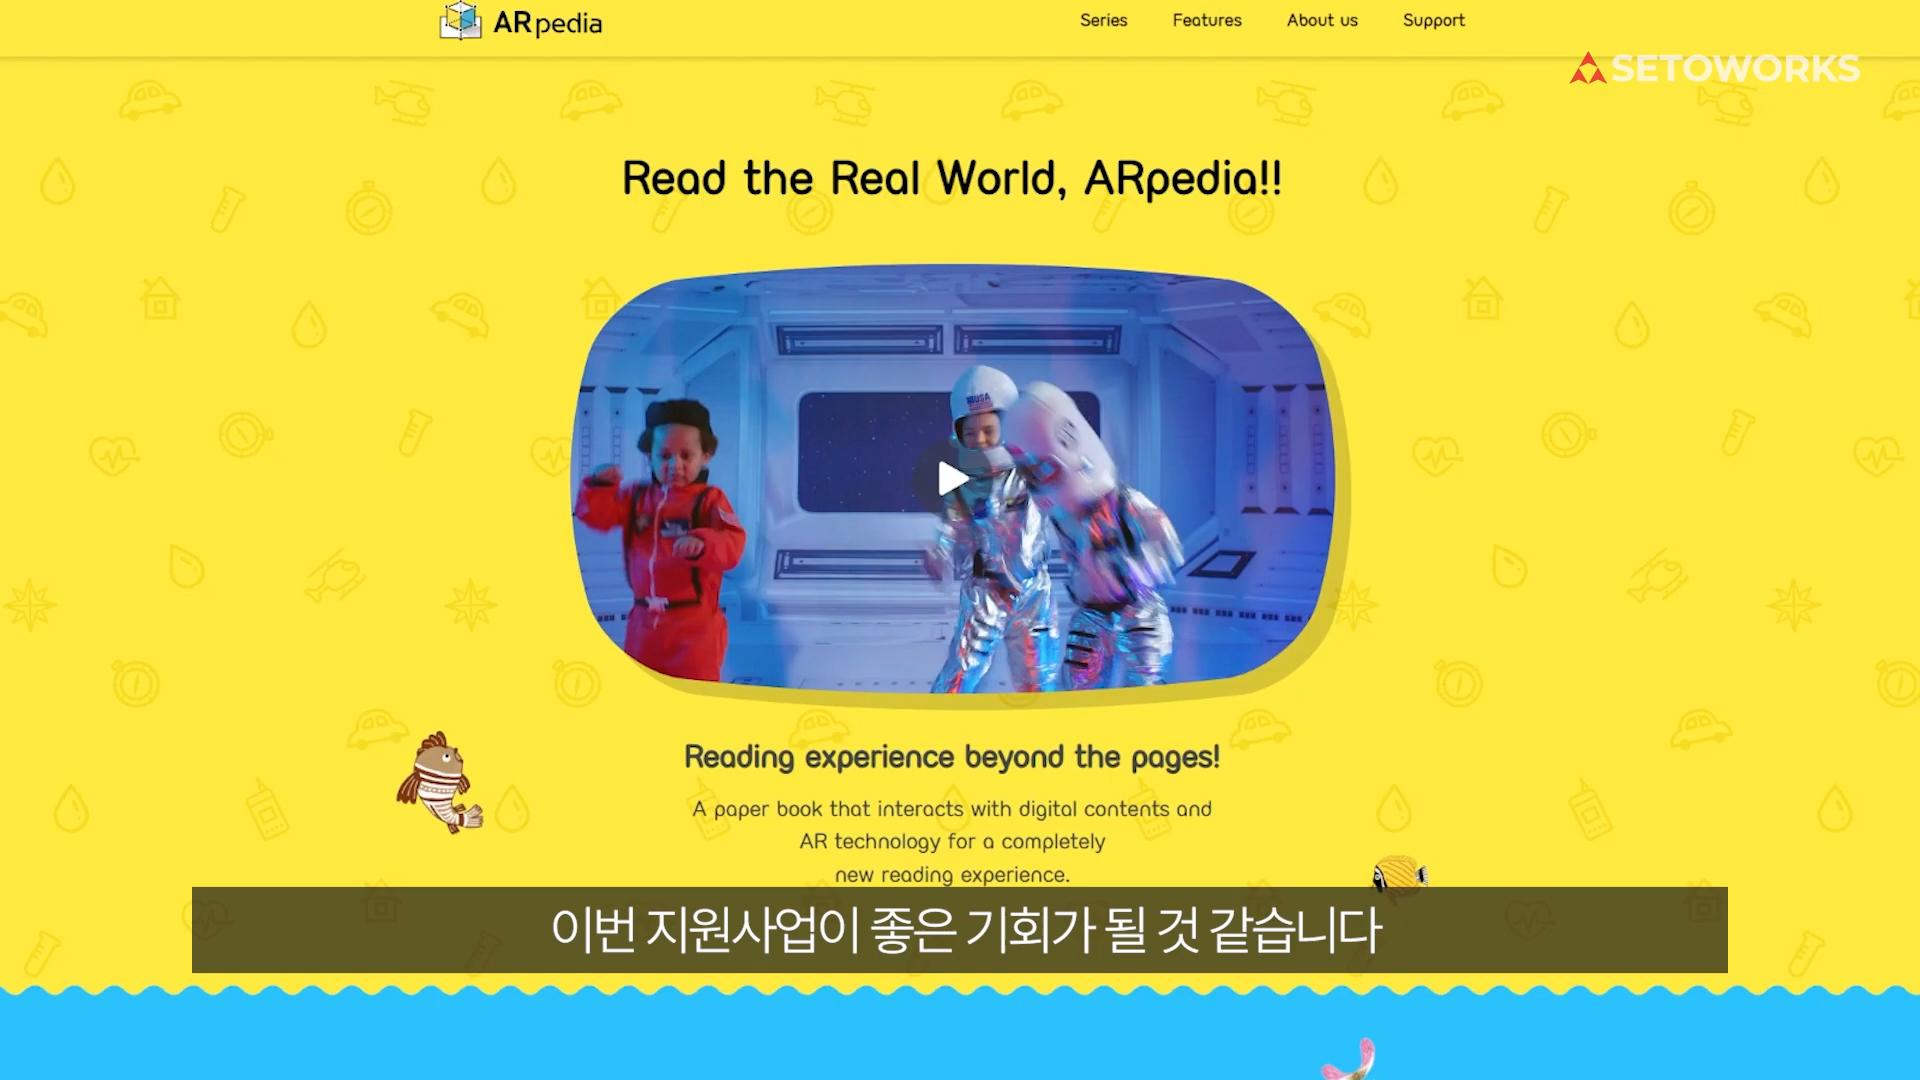 ARpedia
Series
Features
About us
Support
SETOWORKS
Read the Real World, ARpedia!!
Reading experience beyond the pages!
A paper book that interacts with digital contents and
AR technology for a completely
new reading experience.
이번 지원사업이 좋은 기회가 될 것 같습니다